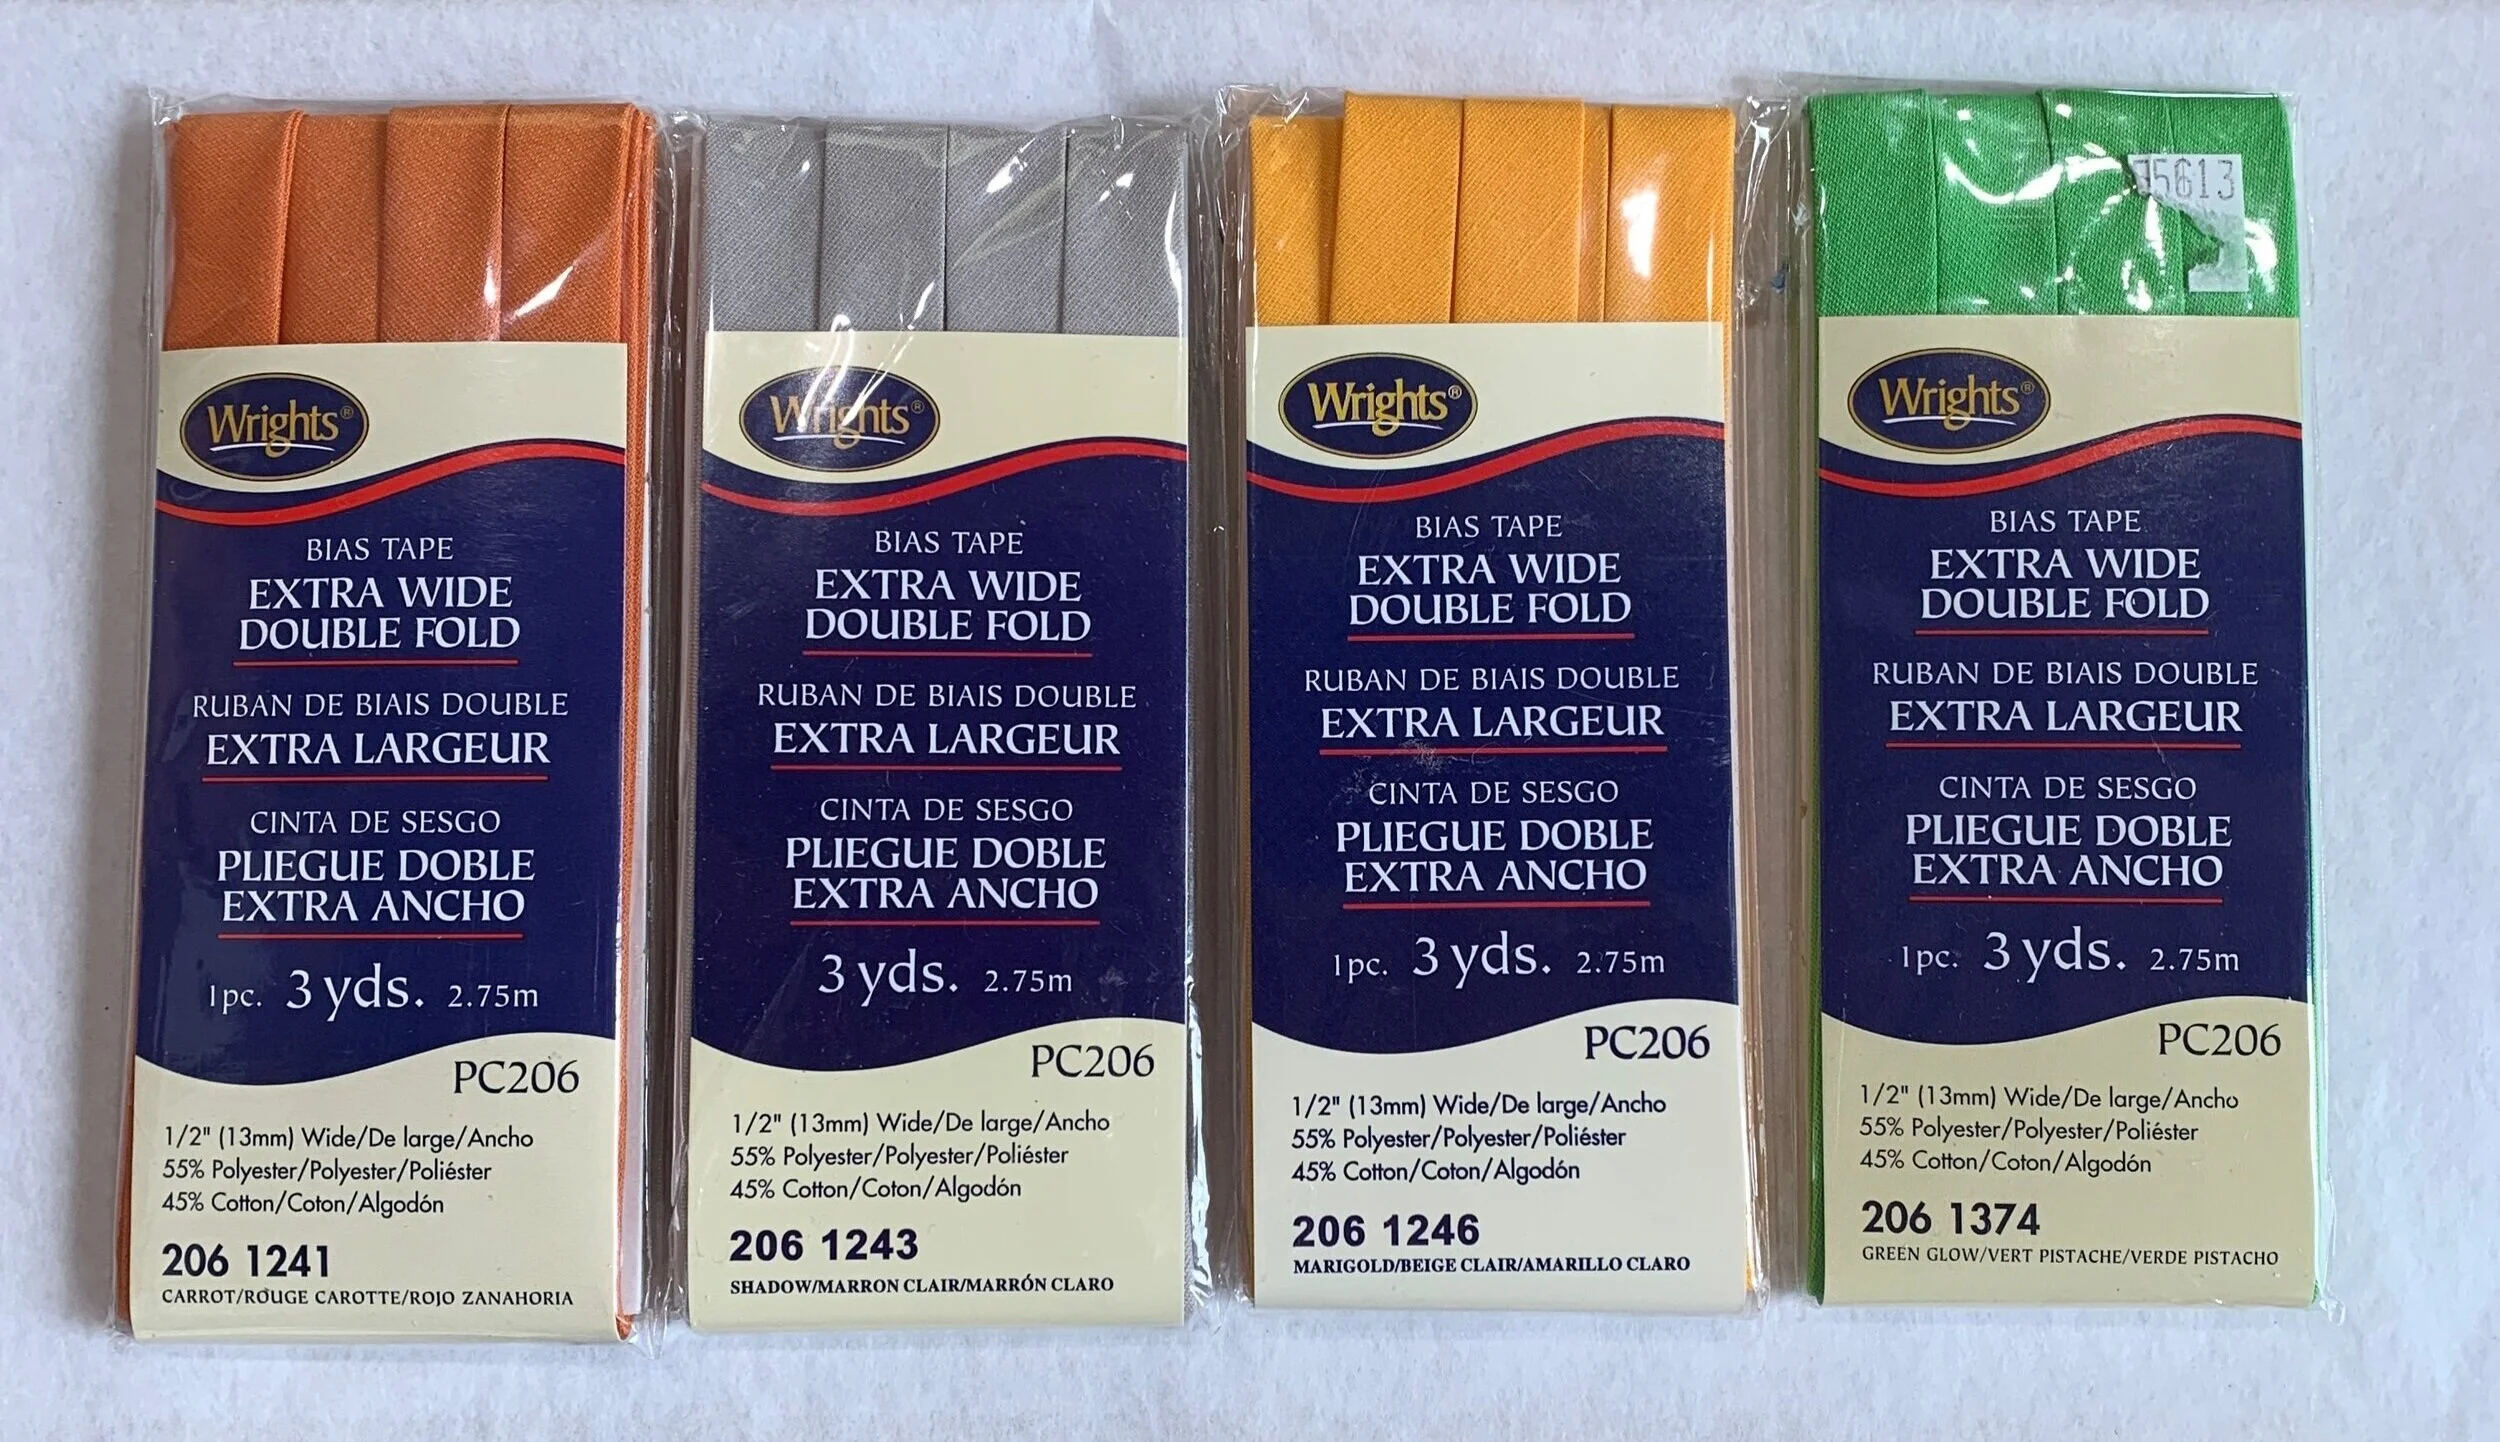 Wrights®
BIAS TAPE
EXTRA WIDE
DOUBLE FOLD
RUBAN DE BIAIS DOUBLE
EXTRA LARGEUR
CINTA DE SESGO
PLIEGUE DOBLE
EXTRA ANCHO
1pc. 3 yds. 2.75m
PC206
1/2" (13mm) Wide/De large/Ancho
55% Polyester/Polyester/Poliéster
45% Cotton/Coton/Algodón
206 1241
CARROT/ROUGE CAROTTE/ROJO ZANAHORIA
Wrights®
BIAS TAPE
EXTRA WIDE
DOUBLE FOLD
RUBAN DE BIAIS DOUBLE
EXTRA LARGEUR
CINTA DE SESGO
PLIEGUE DOBLE
EXTRA ANCHO
3 yds. 2.75m
PC206
1/2" (13mm) Wide/De large/Ancho
55% Polyester/Polyester/Poliéster
45% Cotton/Coton/Algodón
206 1243
SHADOW/MARRON CLAIR/MARRÓN CLARO
Wrights®
BIAS TAPE
EXTRA WIDE
DOUBLE FOLD
RUBAN DE BIAIS DOUBLE
EXTRA LARGEUR
CINTA DE SESGO
PLIEGUE DOBLE
EXTRA ANCHO
1pc. 3 yds. 2.75m
PC206
1/2" (13mm) Wide/De large/Ancho
55% Polyester/Polyester/Poliéster
45% Cotton/Coton/Algodón
206 1246
MARIGOLD/BEIGE CLAIR/AMARILLO CLARO
Wrights®
BIAS TAPE
EXTRA WIDE
DOUBLE FOLD
RUBAN DE BIAIS DOUBLE
EXTRA LARGEUR
CINTA DE SESGO
PLIEGUE DOBLE
EXTRA ANCHO
1pc. 3 yds. 2.75m
PC206
1/2" (13mm) Wide/De large/Ancho
55% Polyester/Polyester/Poliéster
45% Cotton/Coton/Algodón
206 1374
GREEN GLOW/VERT PISTACHE/VERDE PISTACHO